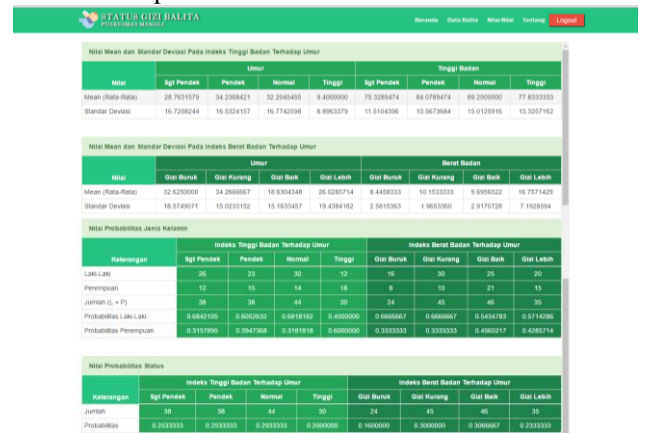 STATUS GIZI BALITA
PUSKESMAS MANGLI
Beranda Data Balita Nilai-Nilai Tentang Logout
Nilai Mean dan Standar Deviasi Pada Indeks Tinggi Badan Terhadap Umur
Umur Tinggi Badan
Nilai Sgt Pendek Pendek Normal Tinggi Sgt Pendek Pendek Normal Tinggi
Mean (Rata-Rata) 28.7631579 34.2368421 32.2045455 9.4000000 75.3289474 84.0789474 89.2500000 77.8333333
Standar Deviasi 16.7258244 16.5324157 16.7742598 8.8963379 11.5104396 10.5673684 15.0125916 13.3257162
Nilai Mean dan Standar Deviasi Pada Indeks Berat Badan Terhadap Umur
Umur Berat Badan
Nilai Gizi Buruk Gizi Kurang Gizi Baik Gizi Lebih Gizi Buruk Gizi Kurang Gizi Baik Gizi Lebih
Mean (Rata-Rata) 32.6250000 34.2666667 18.6304348 26.0285714 8.4458333 10.1533333 9.6956522 16.7571429
Standar Deviasi 18.5749071 15.0233152 15.1633457 19.4384182 2.5815363 1.9653360 2.9170728 7.1928594
Nilai Probabilitas Jenis Kelamin
Indeks Tinggi Badan Terhadap Umur Indeks Berat Badan Terhadap Umur
Keterangan Sgt Pendek Pendek Normal Tinggi Gizi Buruk Gizi Kurang Gizi Baik Gizi Lebih
Laki-Laki 26 23 30 12 16 30 25 20
Perempuan 12 15 14 18 8 15 21 15
Jumlah (L + P) 38 38 44 30 24 45 46 35
Probabilitas Laki-Laki 0.6842105 0.6052632 0.6818182 0.4000000 0.6666667 0.6666667 0.5434783 0.5714286
Probabilitas Perempuan 0.3157895 0.3947368 0.3181818 0.6000000 0.3333333 0.3333333 0.4565217 0.4285714
Nilai Probabilitas Status
Indeks Tinggi Badan Terhadap Umur Indeks Berat Badan Terhadap Umur
Keterangan Sgt Pendek Pendek Normal Tinggi Gizi Buruk Gizi Kurang Gizi Baik Gizi Lebih
Jumlah 38 38 44 30 24 45 46 35
Probabilitas 0.2533333 0.2533333 0.2933333 0.2000000 0.1600000 0.3000000 0.3066667 0.2333333